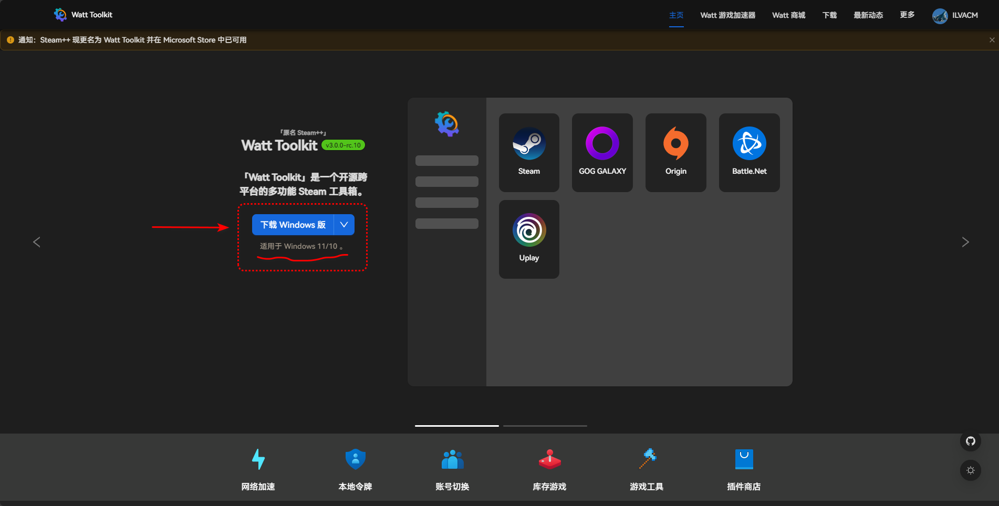 Watt Toolkit
主页 Watt 游戏加速器 Watt 商城 下载 最新动态 更多 ILVACM
通知：Steam++ 现更名为 Watt Toolkit 并在 Microsoft Store 中已可用
「原名 Steam++」
Watt Toolkit v3.0.0-rc.10
「Watt Toolkit」是一个开源跨
平台的多功能 Steam 工具箱。
下载 Windows 版
适用于 Windows 11/10 。
Steam
GOG GALAXY
Origin
Battle.Net
Uplay
网络加速
本地令牌
账号切换
库存游戏
游戏工具
插件商店